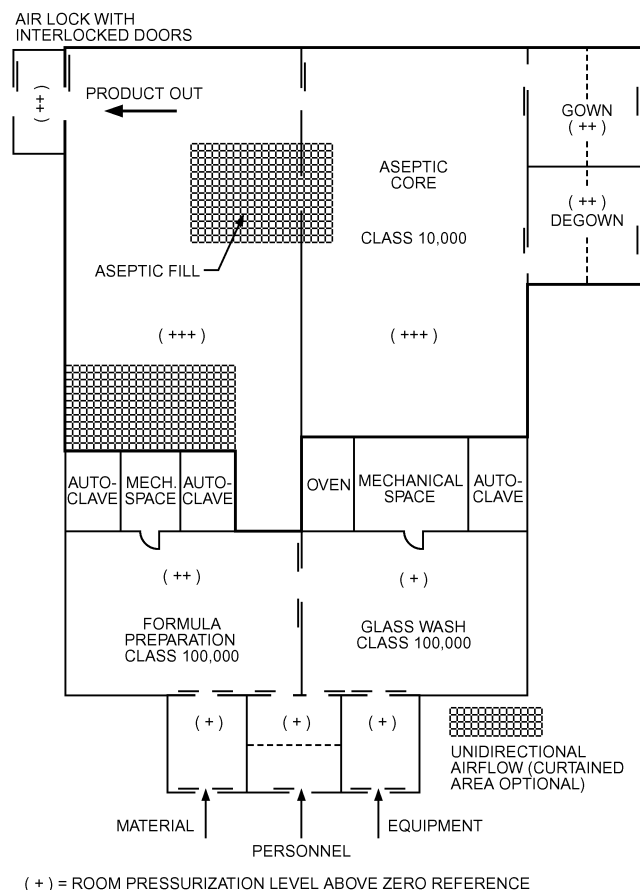 AIR LOCK WITH
INTERLOCKED DOORS
(++)
PRODUCT OUT
GOWN
(++)
ASEPTIC
CORE
(++)
DEGOWN
CLASS 10,000
ASEPTIC FILL
(+++)
(+++)
AUTO-
CLAVE
MECH.
SPACE
AUTO-
CLAVE
OVEN
MECHANICAL
SPACE
AUTO-
CLAVE
(++)
(+)
FORMULA
PREPARATION
CLASS 100,000
GLASS WASH
CLASS 100,000
(+)
(+)
(+)
UNIDIRECTIONAL
AIRFLOW (CURTAINED
AREA OPTIONAL)
MATERIAL
EQUIPMENT
PERSONNEL
(+) = ROOM PRESSURIZATION LEVEL ABOVE ZERO REFERENCE